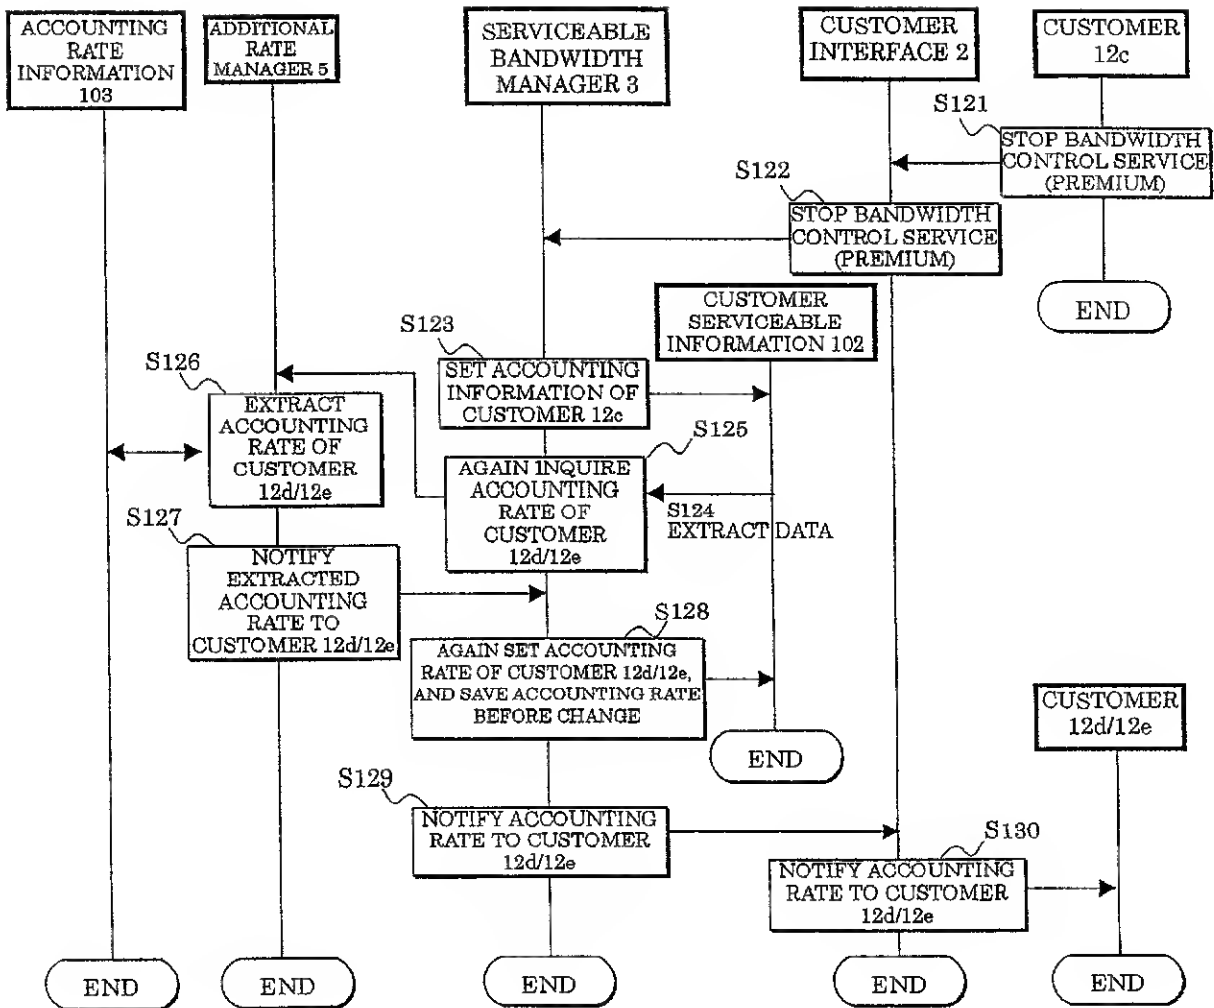 ACCOUNTING
RATE
INFORMATION
103
ADDITIONAL
RATE
MANAGER 5
SERVICEABLE
BANDWIDTH
MANAGER 3
CUSTOMER
INTERFACE 2
CUSTOMER
12c
S121
STOP BANDWIDTH
CONTROL SERVICE
(PREMIUM)
S122
STOP BANDWIDTH
CONTROL SERVICE
(PREMIUM)
END
CUSTOMER
SERVICEABLE
INFORMATION 102
S123
SET ACCOUNTING
INFORMATION OF
CUSTOMER 12c
S126
EXTRACT
ACCOUNTING
RATE OF
CUSTOMER
12d/12e
S125
AGAIN INQUIRE
ACCOUNTING
RATE OF
CUSTOMER
12d/12e
S124
EXTRACT DATA
S127
NOTIFY
EXTRACTED
ACCOUNTING
RATE TO
CUSTOMER 12d/12e
S128
AGAIN SET ACCOUNTING
RATE OF CUSTOMER 12d/12e,
AND SAVE ACCOUNTING RATE
BEFORE CHANGE
END
CUSTOMER
12d/12e
S129
NOTIFY ACCOUNTING
RATE TO CUSTOMER
12d/12e
S130
NOTIFY ACCOUNTING
RATE TO CUSTOMER
12d/12e
END
END
END
END
END